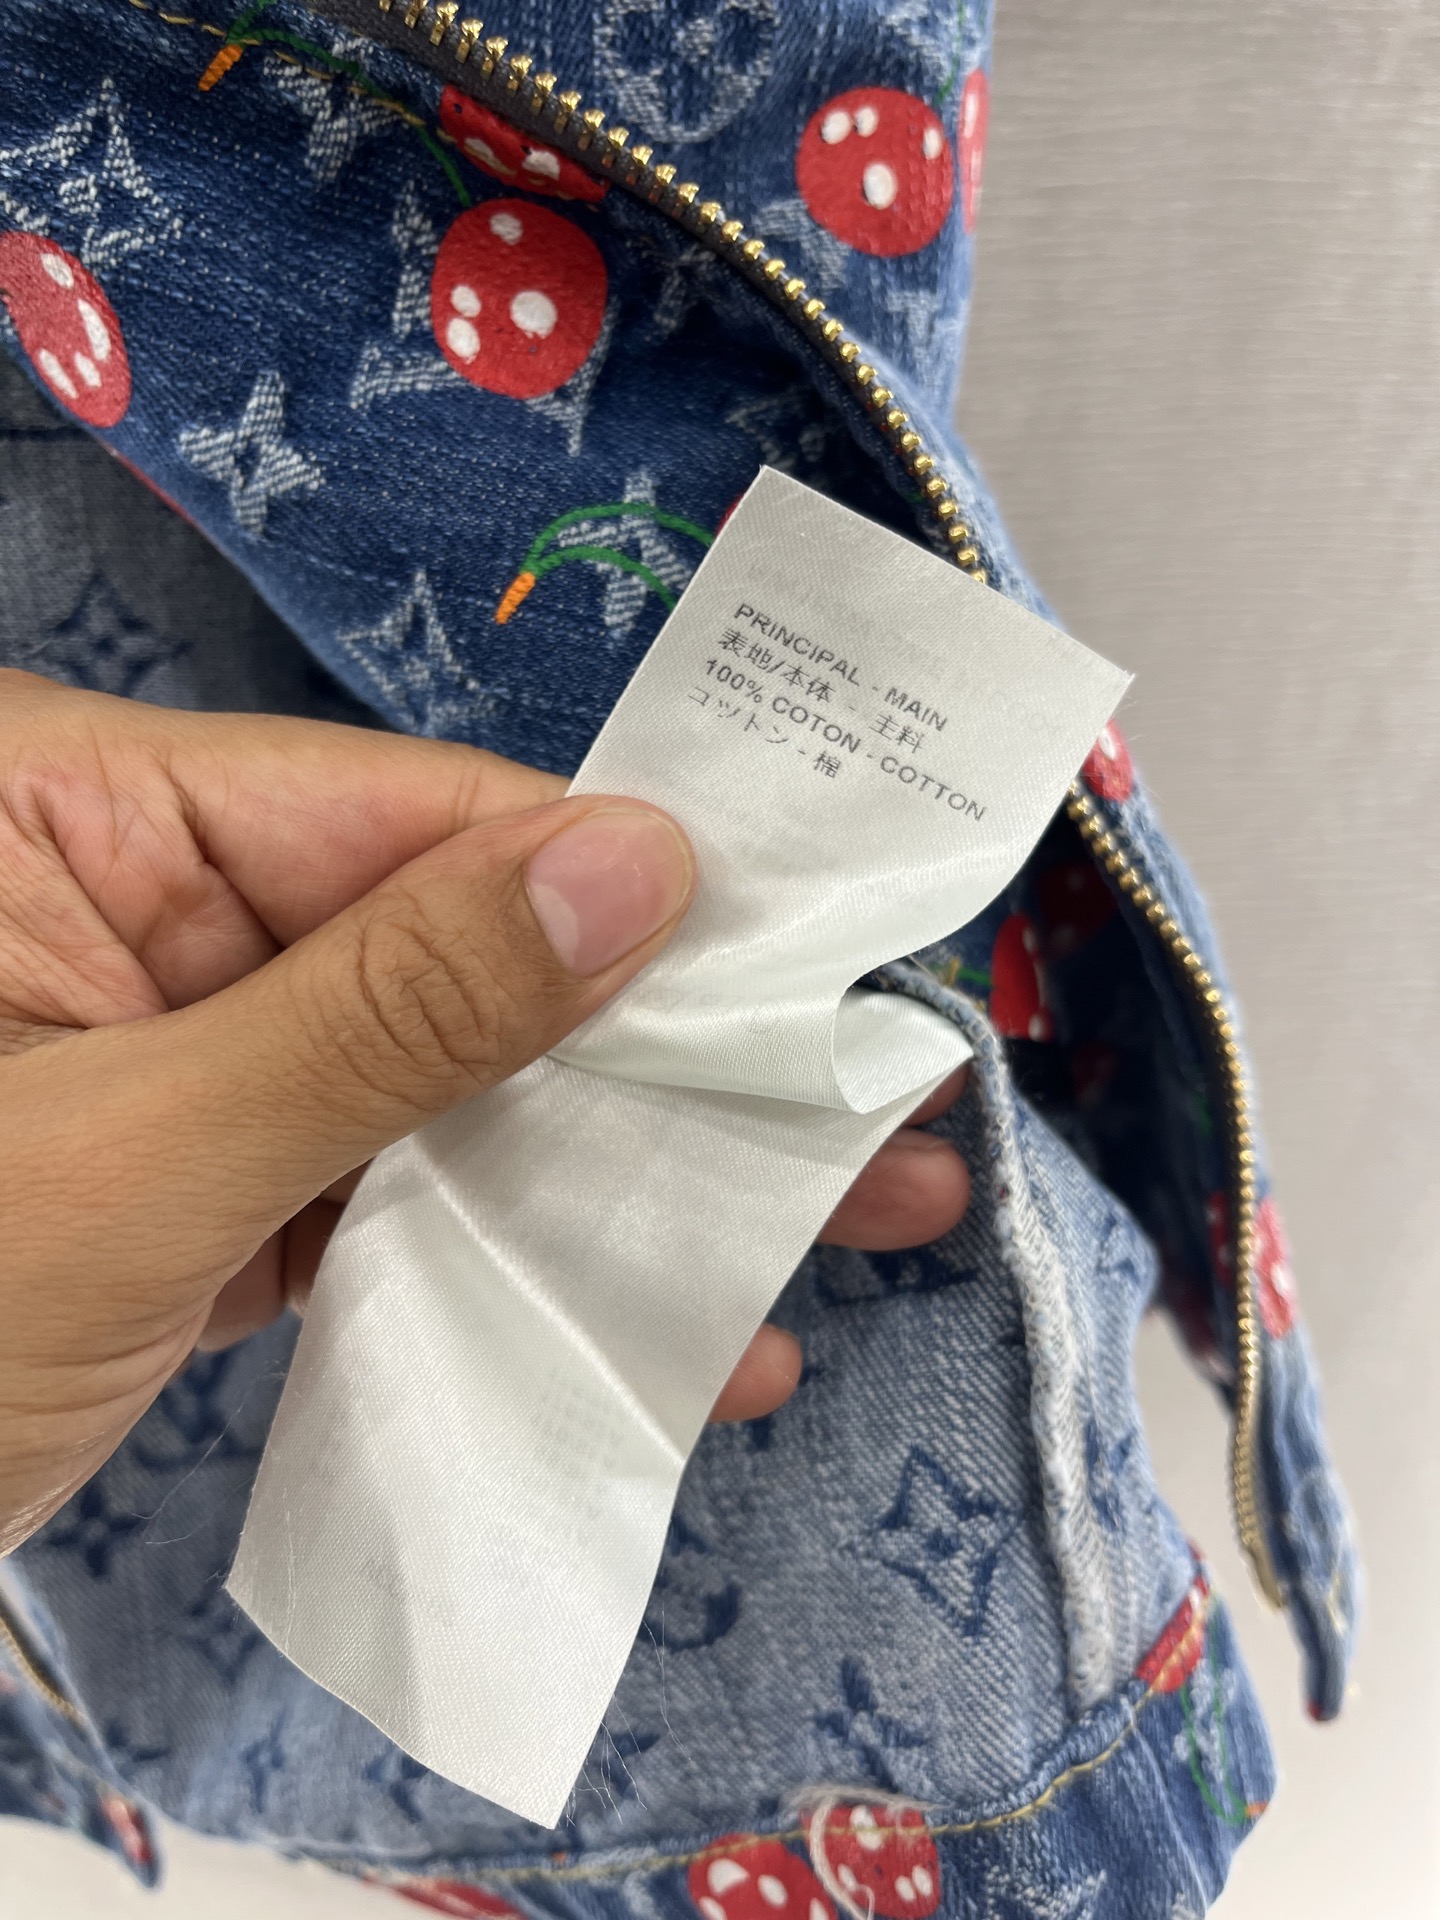 PRINCIPAL - MAIN
表地/本体 - 主料
100% COTON - COTTON
コットン - 棉